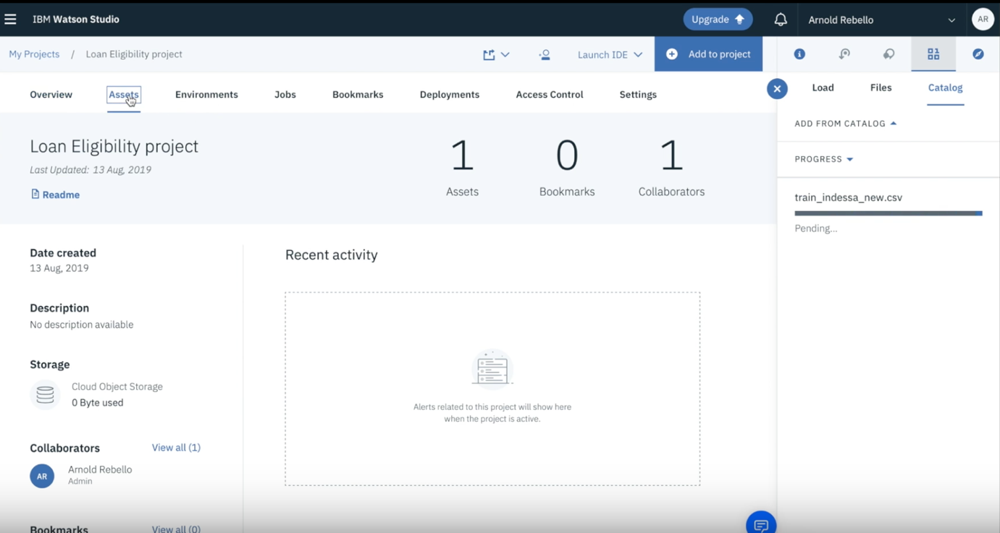 IBM Watson Studio
Upgrade
Arnold Rebello
AR
My Projects / Loan Eligibility project
Launch IDE
Add to project
Overview
Assets
Environments
Jobs
Bookmarks
Deployments
Access Control
Settings
Load
Files
Catalog
ADD FROM CATALOG
PROGRESS
train_indessa_new.csv
Pending...
Loan Eligibility project
Last Updated: 13 Aug, 2019
Readme
1
Assets
0
Bookmarks
1
Collaborators
Date created
13 Aug, 2019
Description
No description available
Storage
Cloud Object Storage
0 Byte used
Collaborators
View all (1)
AR
Arnold Rebello
Admin
Bookmarks
View all (0)
Recent activity
Alerts related to this project will show here
when the project is active.